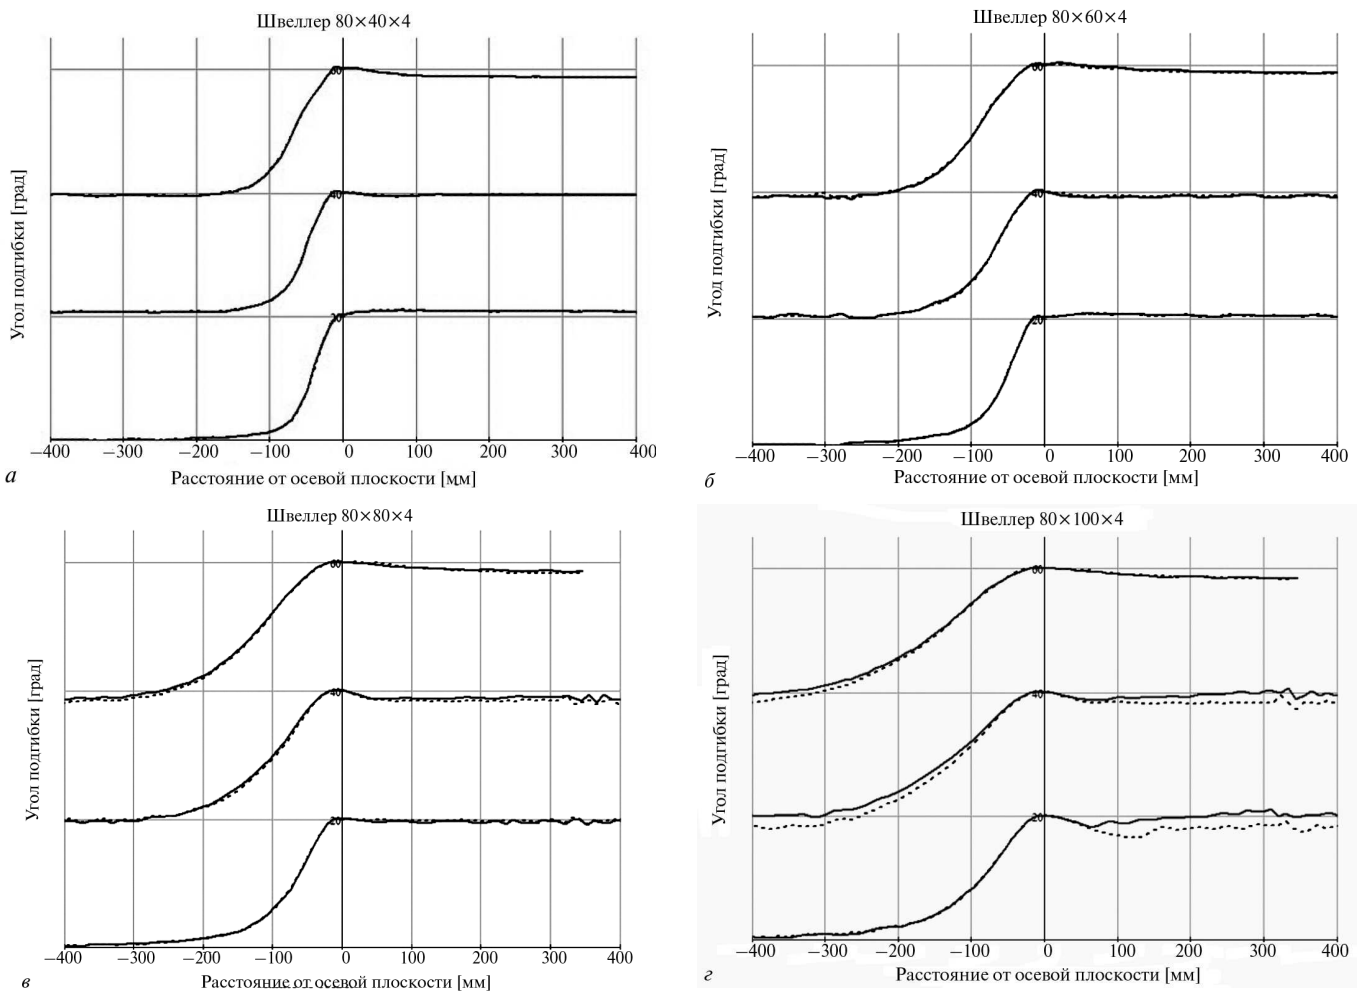 Швеллер 80×40×4
60
40
20
Угол подгибки [град]
−400 −300 −200 −100 0 100 200 300 400
Расстояние от осевой плоскости [мм]
а
Швеллер 80×60×4
60
40
20
Угод подгибки [град]
−400 −300 −200 −100 0 100 200 300 400
Расстояние от осевой плоскости [мм]
б
Швеллер 80×80×4
60
40
20
Угол подгибки [град]
−400 −300 −200 −100 0 100 200 300 400
Расстояние от осевой плоскости [мм]
в
Швеллер 80×100×4
60
40
20
Угол подгибки [град]
−400 −300 −200 −100 0 100 200 300 400
Расстояние от осевой плоскости [мм]
г